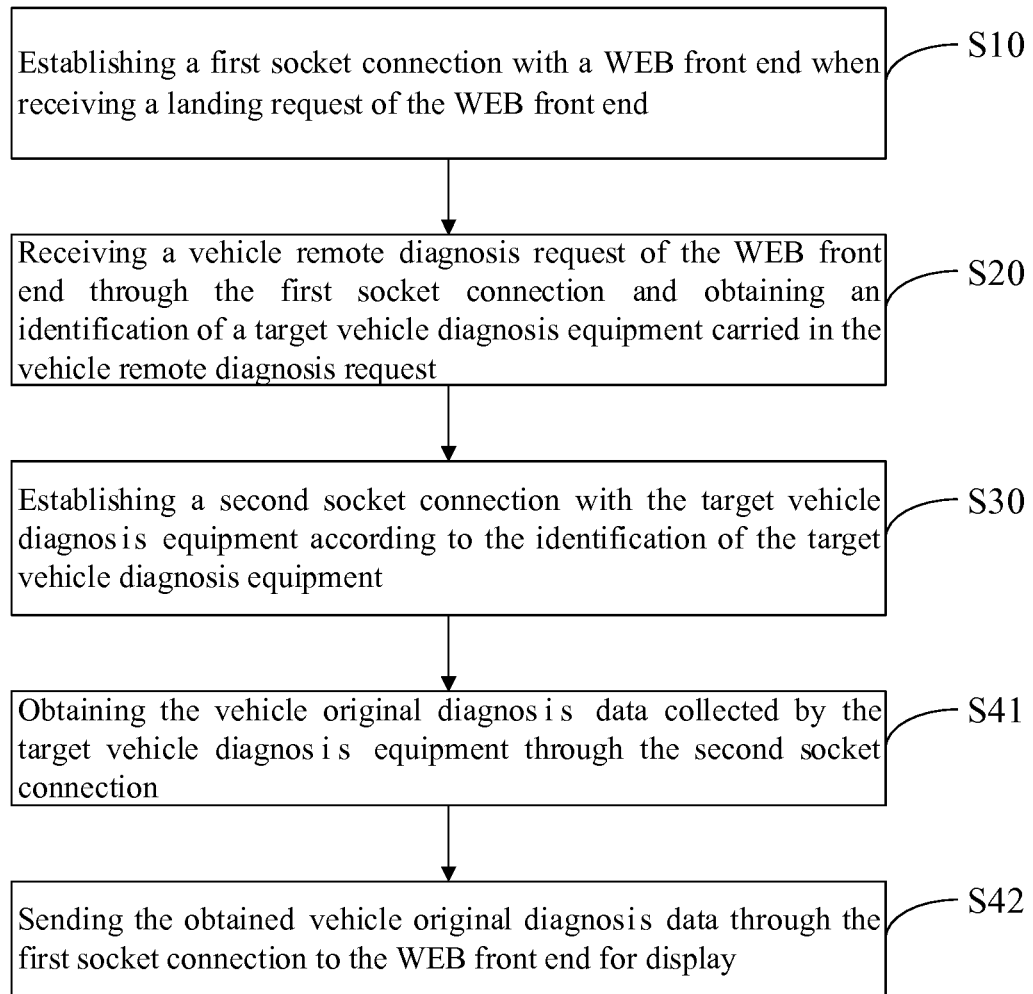 Establishing a first socket connection with a WEB front end when
receiving a landing request of the WEB front end
S10
Receiving a vehicle remote diagnosis request of the WEB front
end through the first socket connection and obtaining an
identification of a target vehicle diagnosis equipment carried in the
vehicle remote diagnosis request
S20
Establishing a second socket connection with the target vehicle
diagnosis equipment according to the identification of the target
vehicle diagnosis equipment
S30
Obtaining the vehicle original diagnosis data collected by the
target vehicle diagnosis equipment through the second socket
connection
S41
Sending the obtained vehicle original diagnosis data through the
first socket connection to the WEB front end for display
S42